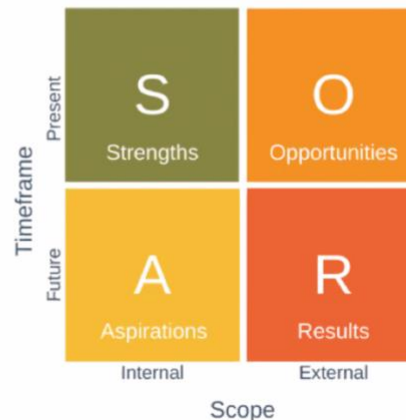 Timeframe
Present
S
Strengths
O
Opportunities
Future
A
Aspirations
R
Results
Internal
External
Scope